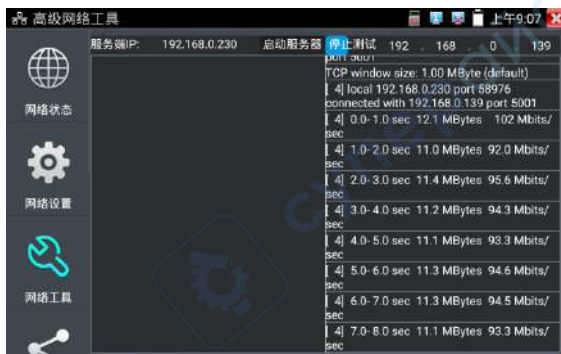 高级网络工具
上午9:07
服务端IP: 192.168.0.230 启动服务器 停止测试 192 . 168 . 0 139
port 5001
TCP window size: 1.00 MByte (default)
[ 4] local 192.168.0.230 port 58976
connected with 192.168.0.139 port 5001
[ 4] 0.0- 1.0 sec 12.1 MBytes 102 Mbits/
sec
[ 4] 1.0- 2.0 sec 11.0 MBytes 92.0 Mbits/
sec
[ 4] 2.0- 3.0 sec 11.4 MBytes 95.6 Mbits/
sec
[ 4] 3.0- 4.0 sec 11.2 MBytes 94.3 Mbits/
sec
[ 4] 4.0- 5.0 sec 11.1 MBytes 93.3 Mbits/
sec
[ 4] 5.0- 6.0 sec 11.3 MBytes 94.6 Mbits/
sec
[ 4] 6.0- 7.0 sec 11.3 MBytes 94.5 Mbits/
sec
[ 4] 7.0- 8.0 sec 11.1 MBytes 93.3 Mbits/
sec
网络状态
网络设置
网络工具